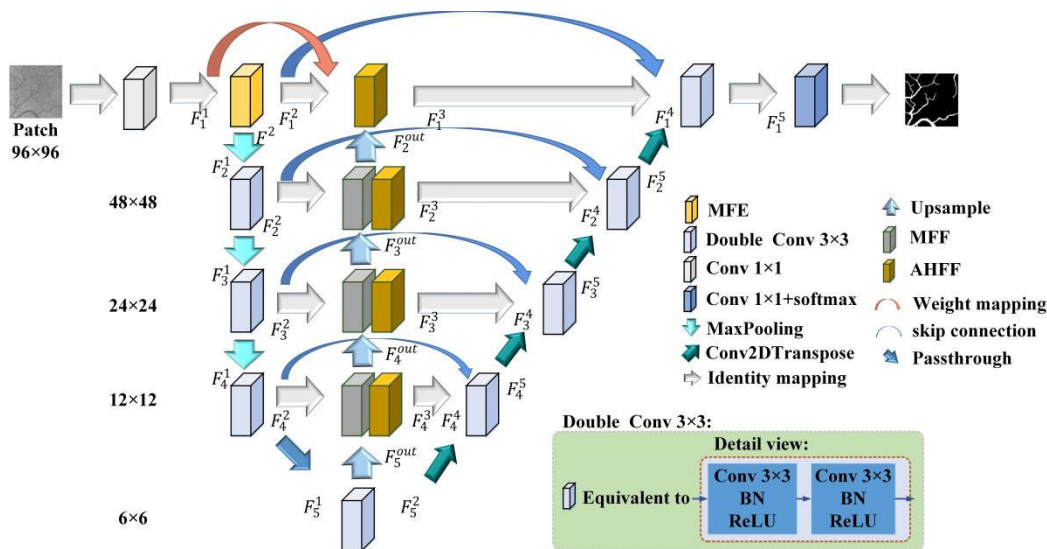 Patch
96×96
F_1^1
F^2
F_1^2
F_1^3
F_1^4
F_1^5
F_2^1
F_2^{out}
F_2^5
48×48
F_2^2
F_2^3
F_2^4
F_3^1
F_3^{out}
F_3^5
24×24
F_3^2
F_3^3
F_3^4
F_4^1
F_4^{out}
F_4^5
12×12
F_4^2
F_4^3
F_4^4
F_5^{out}
F_5^1
F_5^2
6×6
MFE
Double Conv 3×3
Conv 1×1
Conv 1×1+softmax
MaxPooling
Conv2DTranspose
Identity mapping
Upsample
MFF
AHFF
Weight mapping
skip connection
Passthrough
Double Conv 3×3:
Detail view:
Equivalent to
Conv 3×3
BN
ReLU
Conv 3×3
BN
ReLU